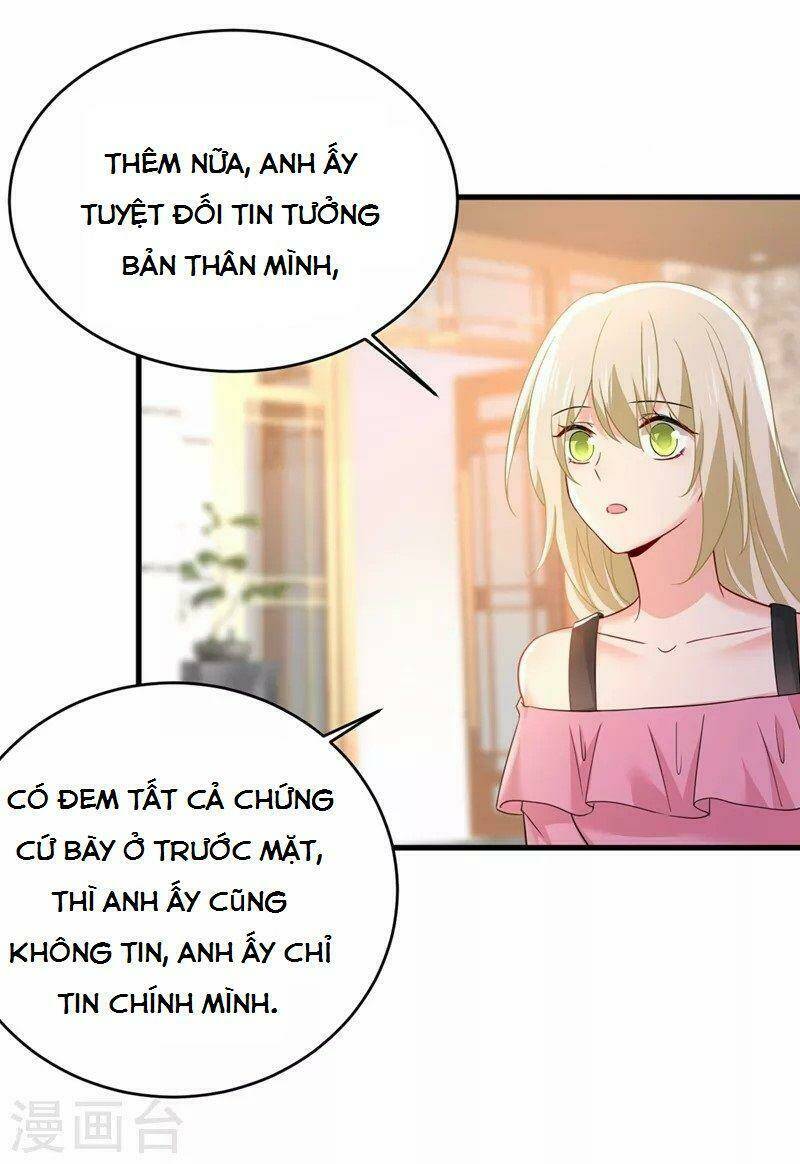 THÊM NỮA, ANH ẤY
TUYỆT ĐỐI TIN TƯỞNG
BẢN THÂN MÌNH,
CÓ ĐEM TẤT CẢ CHỨNG
CỨ BÀY Ở TRƯỚC MẶT,
THÌ ANH ẤY CŨNG
KHÔNG TIN, ANH ẤY CHỈ
TIN CHÍNH MÌNH.
漫画台